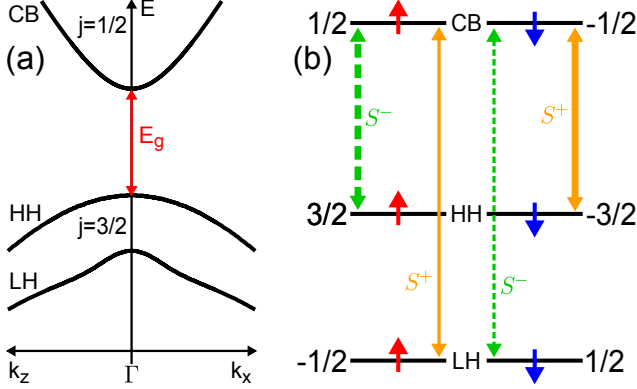 CB
j=1/2
E
(a)
E_g
HH
j=3/2
LH
k_z
Γ
k_x
1/2
CB
-1/2
(b)
S^-
S^+
3/2
HH
-3/2
S^+
S^-
-1/2
LH
1/2